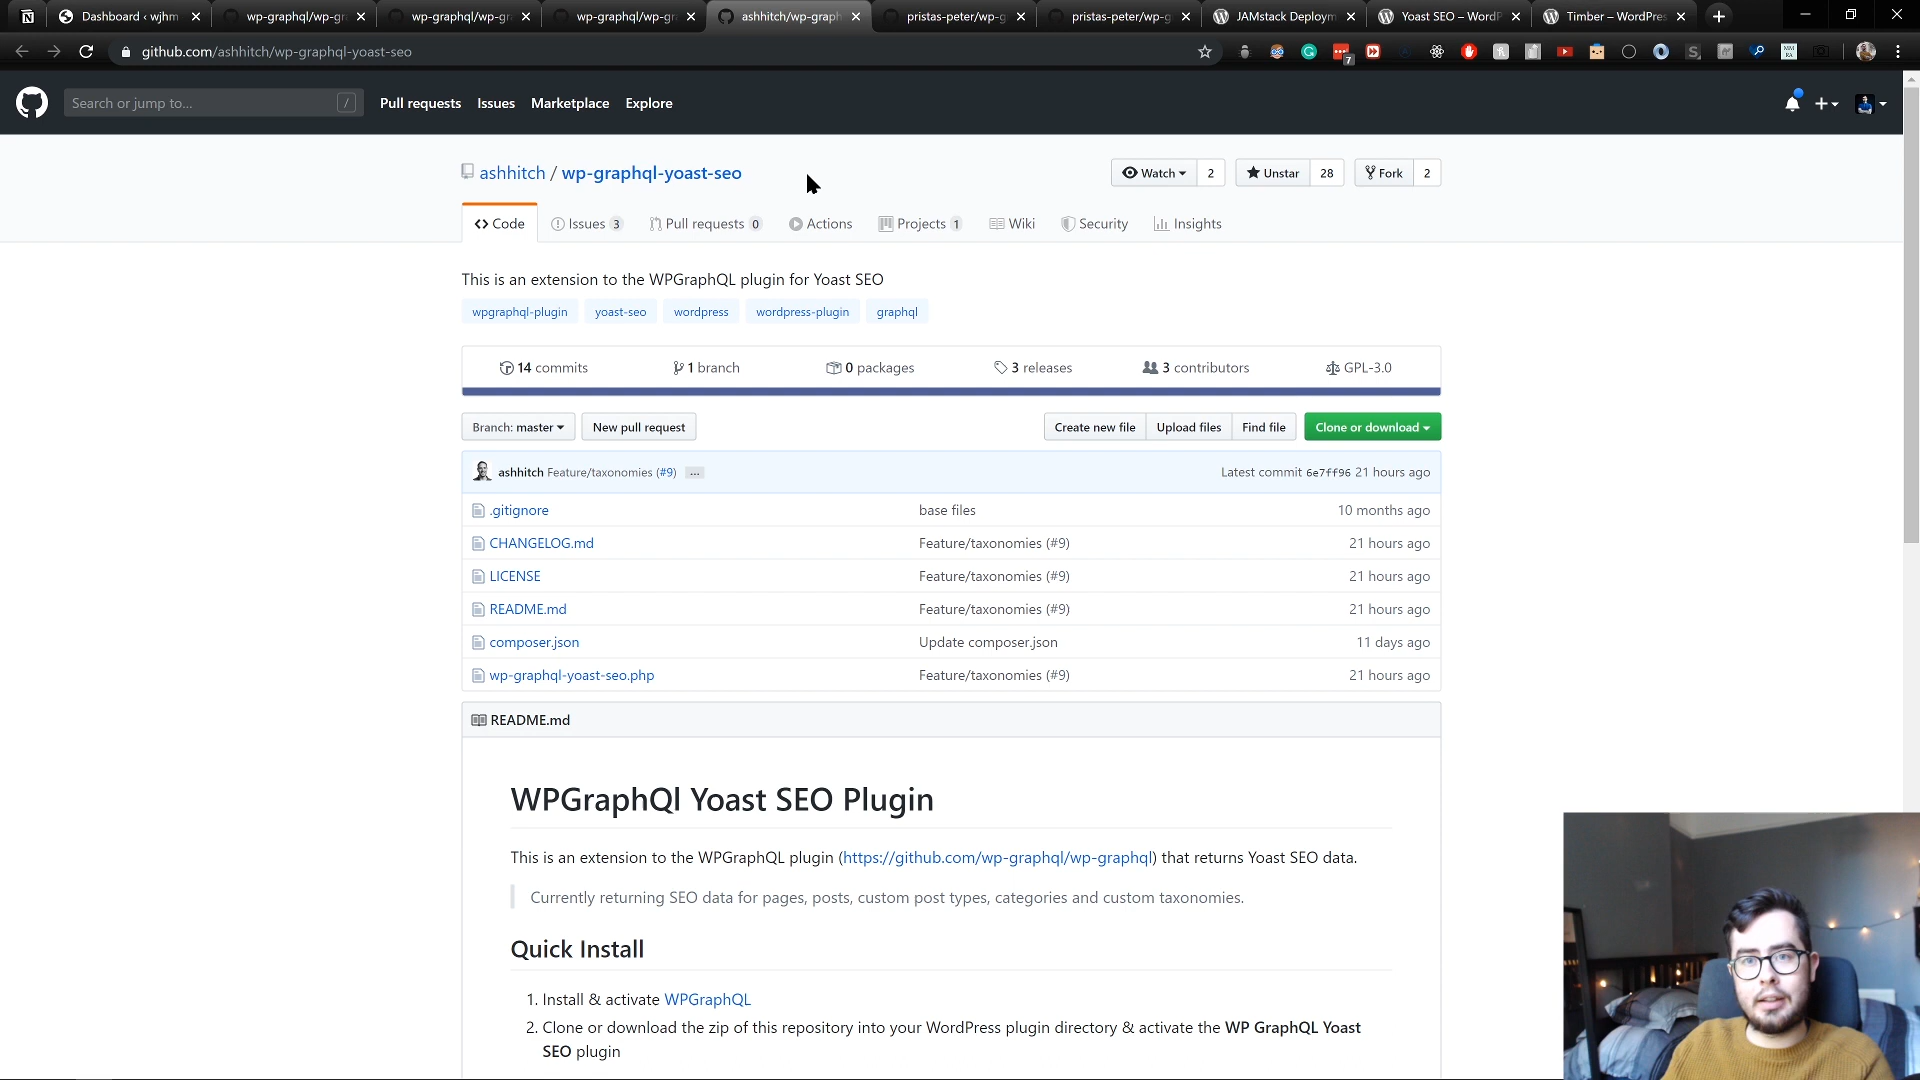 Dashboard ‹ wjhm
wp-graphql/wp-gr
wp-graphql/wp-gr
wp-graphql/wp-gr
ashhitch/wp-graph
pristas-peter/wp-g
pristas-peter/wp-g
JAMstack Deploym
Yoast SEO – WordP
Timber – WordPres
github.com/ashhitch/wp-graphql-yoast-seo
7
Search or jump to...
/
Pull requests
Issues
Marketplace
Explore
ashhitch / wp-graphql-yoast-seo
Watch 2
Unstar 28
Fork 2
Code
Issues 3
Pull requests 0
Actions
Projects 1
Wiki
Security
Insights
This is an extension to the WPGraphQL plugin for Yoast SEO
wpgraphql-plugin yoast-seo wordpress wordpress-plugin graphql
14 commits
1 branch
0 packages
3 releases
3 contributors
GPL-3.0
Branch: master
New pull request
Create new file
Upload files
Find file
Clone or download
ashhitch Feature/taxonomies (#9) ...
Latest commit 6e7ff96 21 hours ago
.gitignore base files 10 months ago
CHANGELOG.md Feature/taxonomies (#9) 21 hours ago
LICENSE Feature/taxonomies (#9) 21 hours ago
README.md Feature/taxonomies (#9) 21 hours ago
composer.json Update composer.json 11 days ago
wp-graphql-yoast-seo.php Feature/taxonomies (#9) 21 hours ago
README.md
WPGraphQl Yoast SEO Plugin
This is an extension to the WPGraphQL plugin (https://github.com/wp-graphql/wp-graphql) that returns Yoast SEO data.
Currently returning SEO data for pages, posts, custom post types, categories and custom taxonomies.
Quick Install
1. Install & activate WPGraphQL
2. Clone or download the zip of this repository into your WordPress plugin directory & activate the WP GraphQL Yoast
SEO plugin